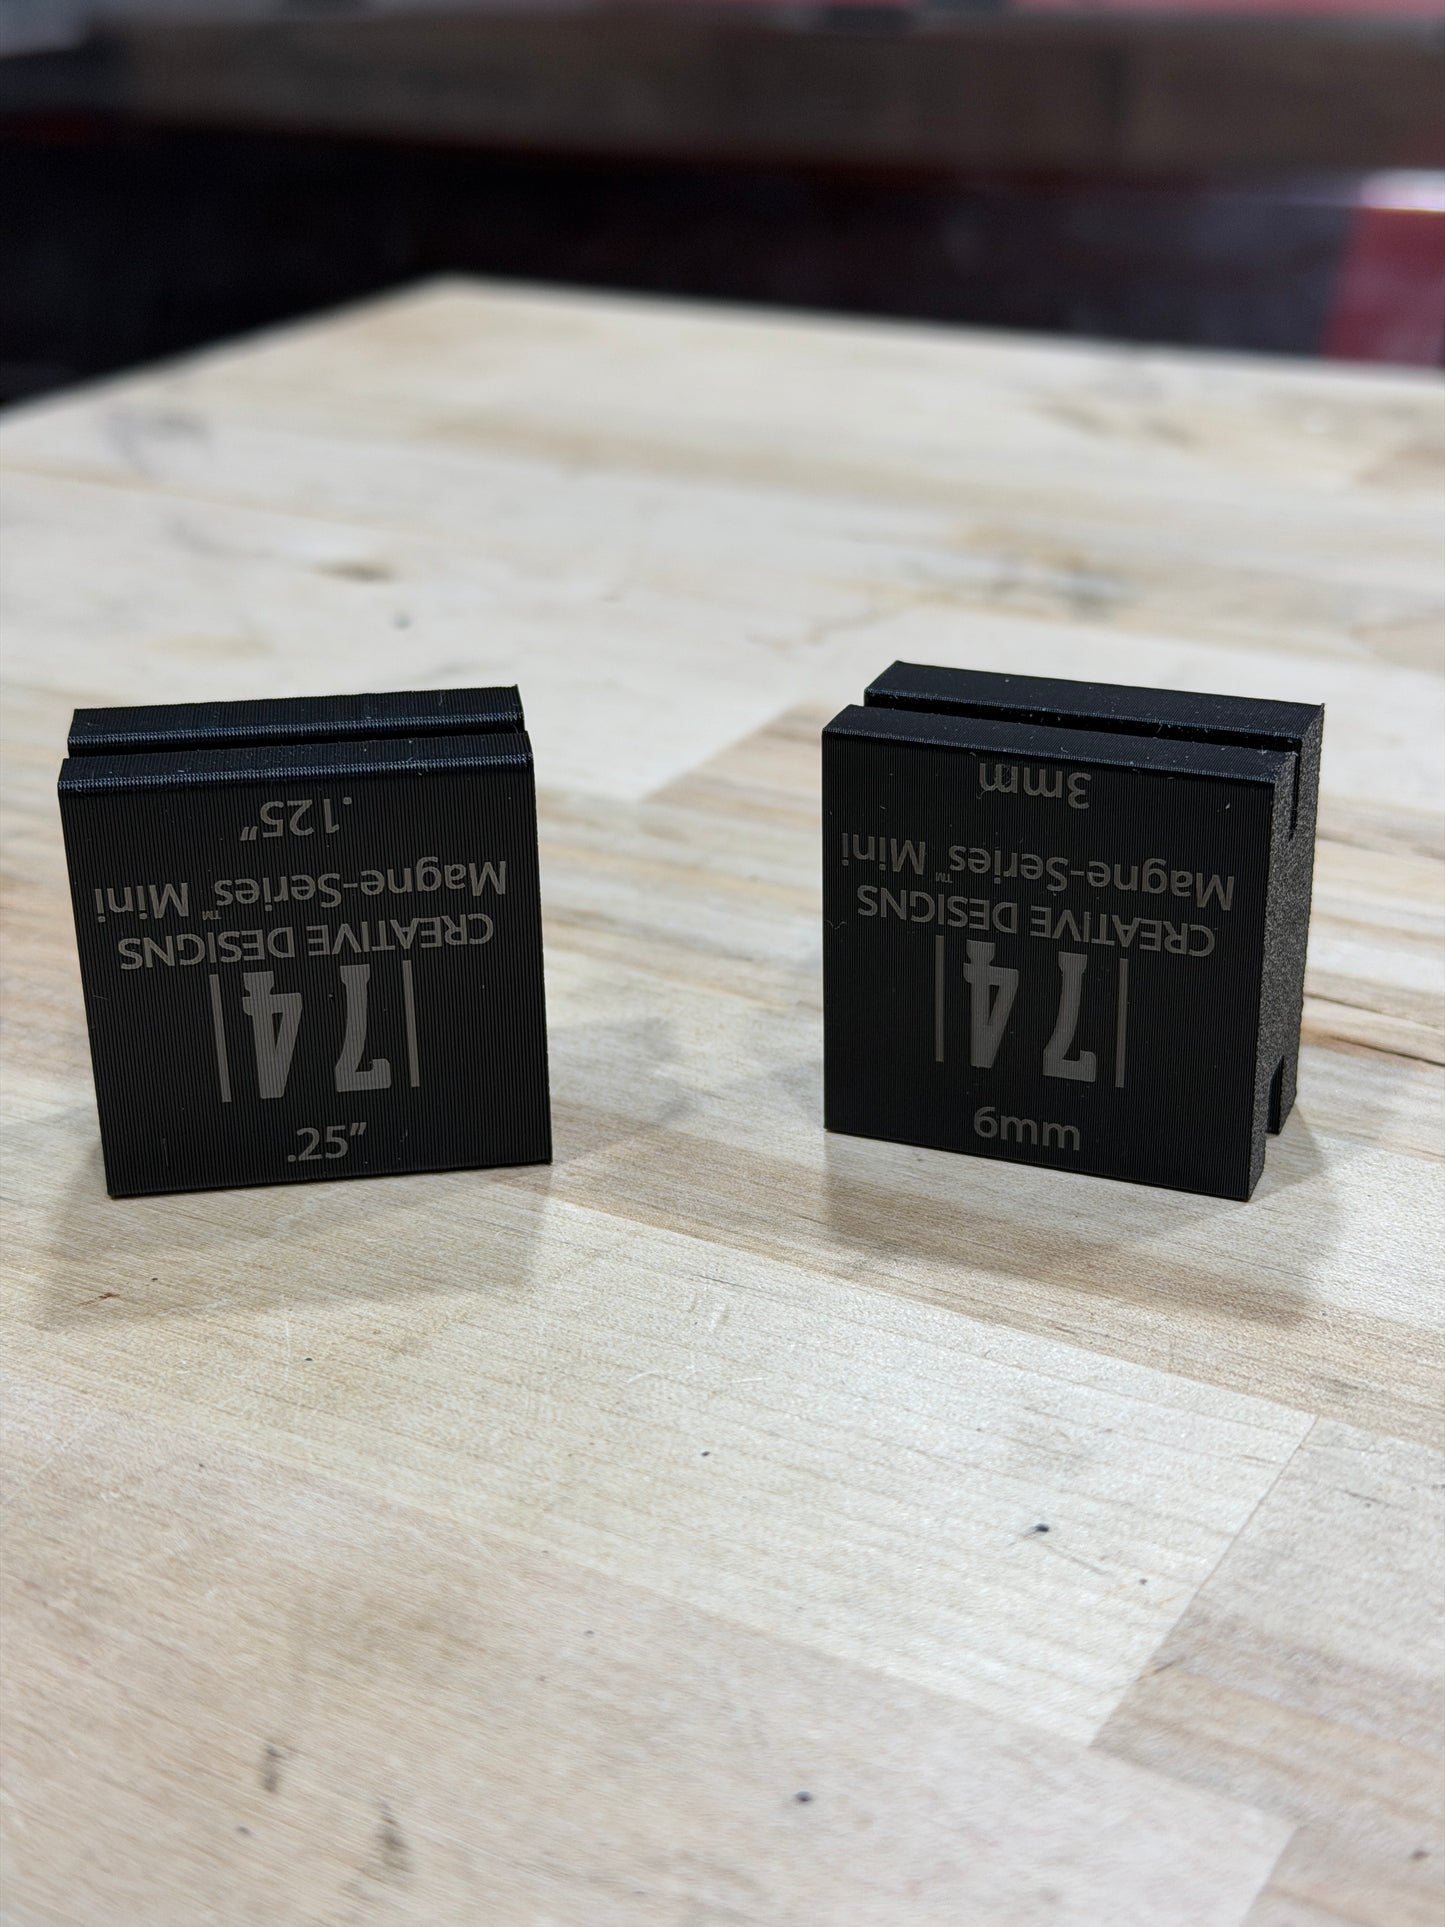 .25"
|74|
CREATIVE DESIGNS
Magne-Series™ Mini
.125"
6mm
|74|
CREATIVE DESIGNS
Magne-Series™ Mini
3mm